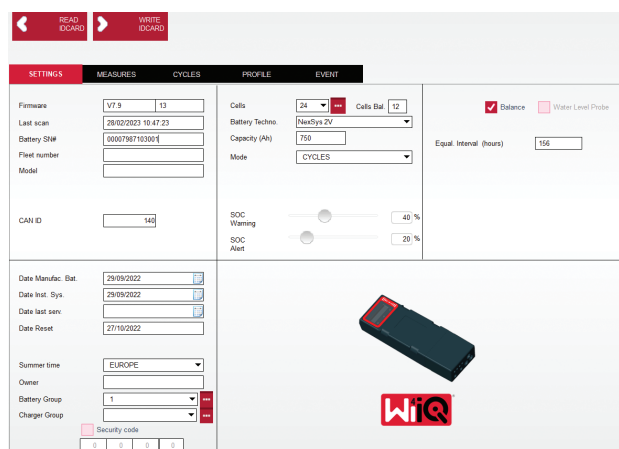 READ IDCARD
WRITE IDCARD
SETTINGS MEASURES CYCLES PROFILE EVENT
Firmware V7.9 13
Last scan 28/02/2023 10:47:23
Battery SN# 00007987103001
Fleet number
Model
CAN ID 140
Cells 24 ... Cells Bal. 12
Battery Techno. NexSys 2V
Capacity (Ah) 750
Mode CYCLES
SOC Warning 40 %
SOC Alert 20 %
Balance Water Level Probe
Equal. Interval (hours) 156
Date Manufac. Bat. 29/09/2022
Date Inst. Sys. 29/09/2022
Date last serv.
Date Reset 27/10/2022
Summer time EUROPE
Owner
Battery Group 1 ...
Charger Group ...
Security code
0 0 0 0
WiiQ